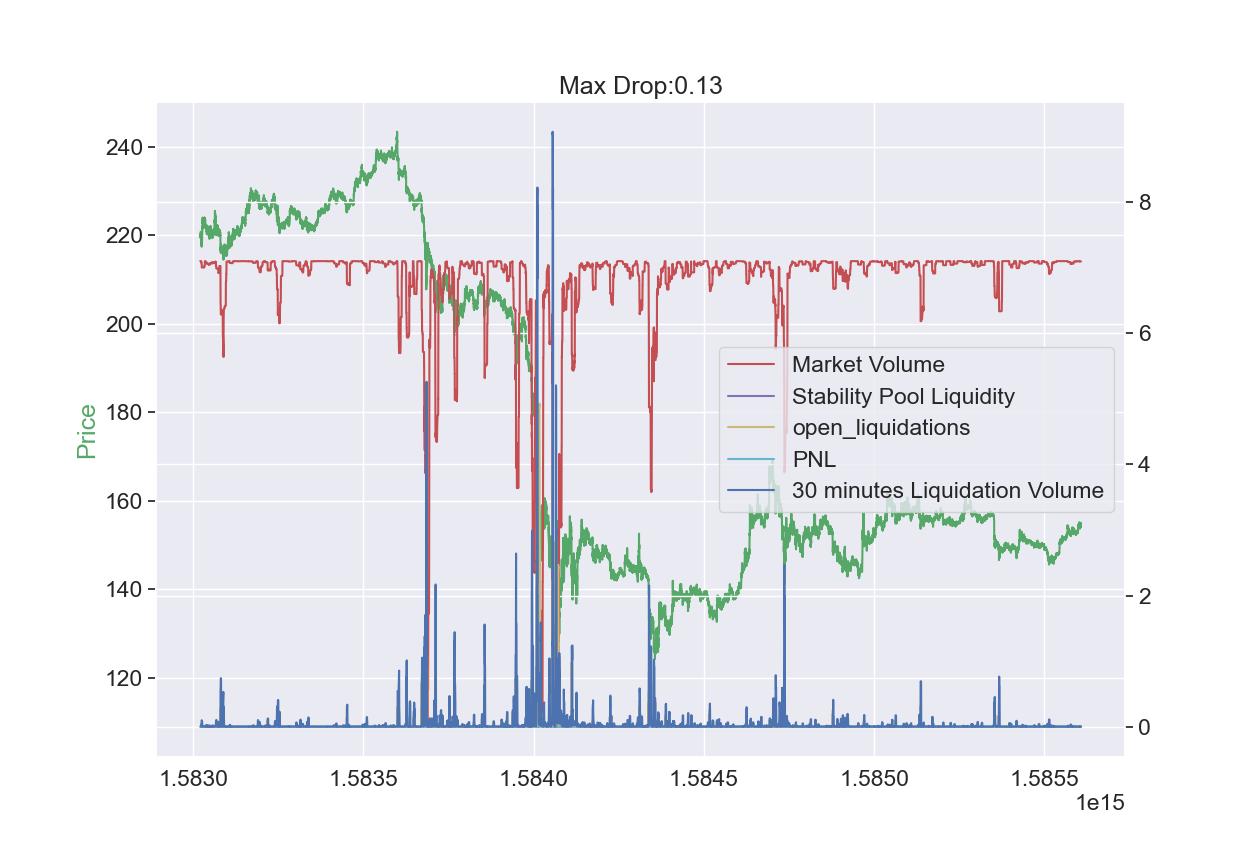 Max Drop:0.13
240
220
200
180
160
140
120
Price
8
6
4
2
0
Market Volume
Stability Pool Liquidity
open_liquidations
PNL
30 minutes Liquidation Volume
1.5830 1.5835 1.5840 1.5845 1.5850 1.5855
1e15